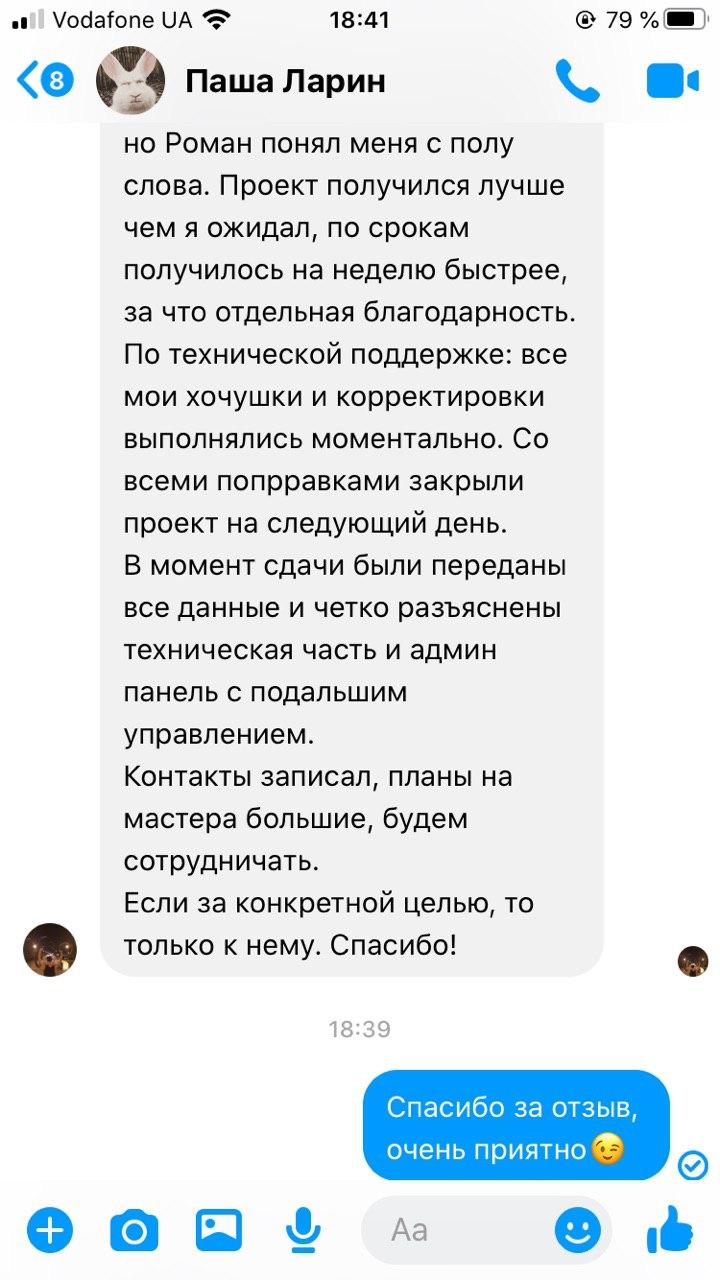 Vodafone UA 18:41 79 %
8 Паша Ларин
но Роман понял меня с полу
слова. Проект получился лучше
чем я ожидал, по срокам
получилось на неделю быстрее,
за что отдельная благодарность.
По технической поддержке: все
мои хочушки и корректировки
выполнялись моментально. Со
всеми попрравками закрыли
проект на следующий день.
В момент сдачи были переданы
все данные и четко разъяснены
техническая часть и админ
панель с подальшим
управлением.
Контакты записал, планы на
мастера большие, будем
сотрудничать.
Если за конкретной целью, то
только к нему. Спасибо!
18:39
Спасибо за отзыв,
очень приятно😉
Aa